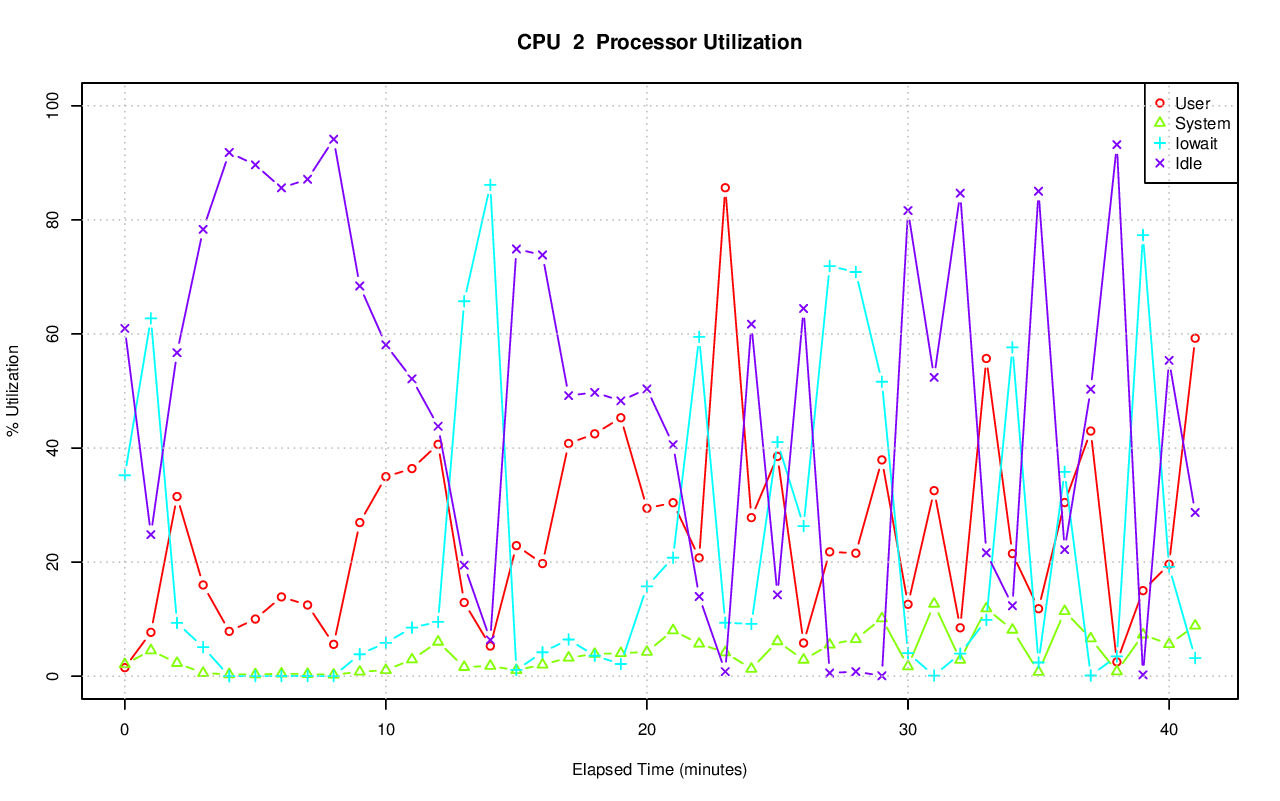 CPU  2  Processor Utilization
100
80
60
40
20
0
% Utilization
User
System
Iowait
Idle
0 10 20 30 40
Elapsed Time (minutes)